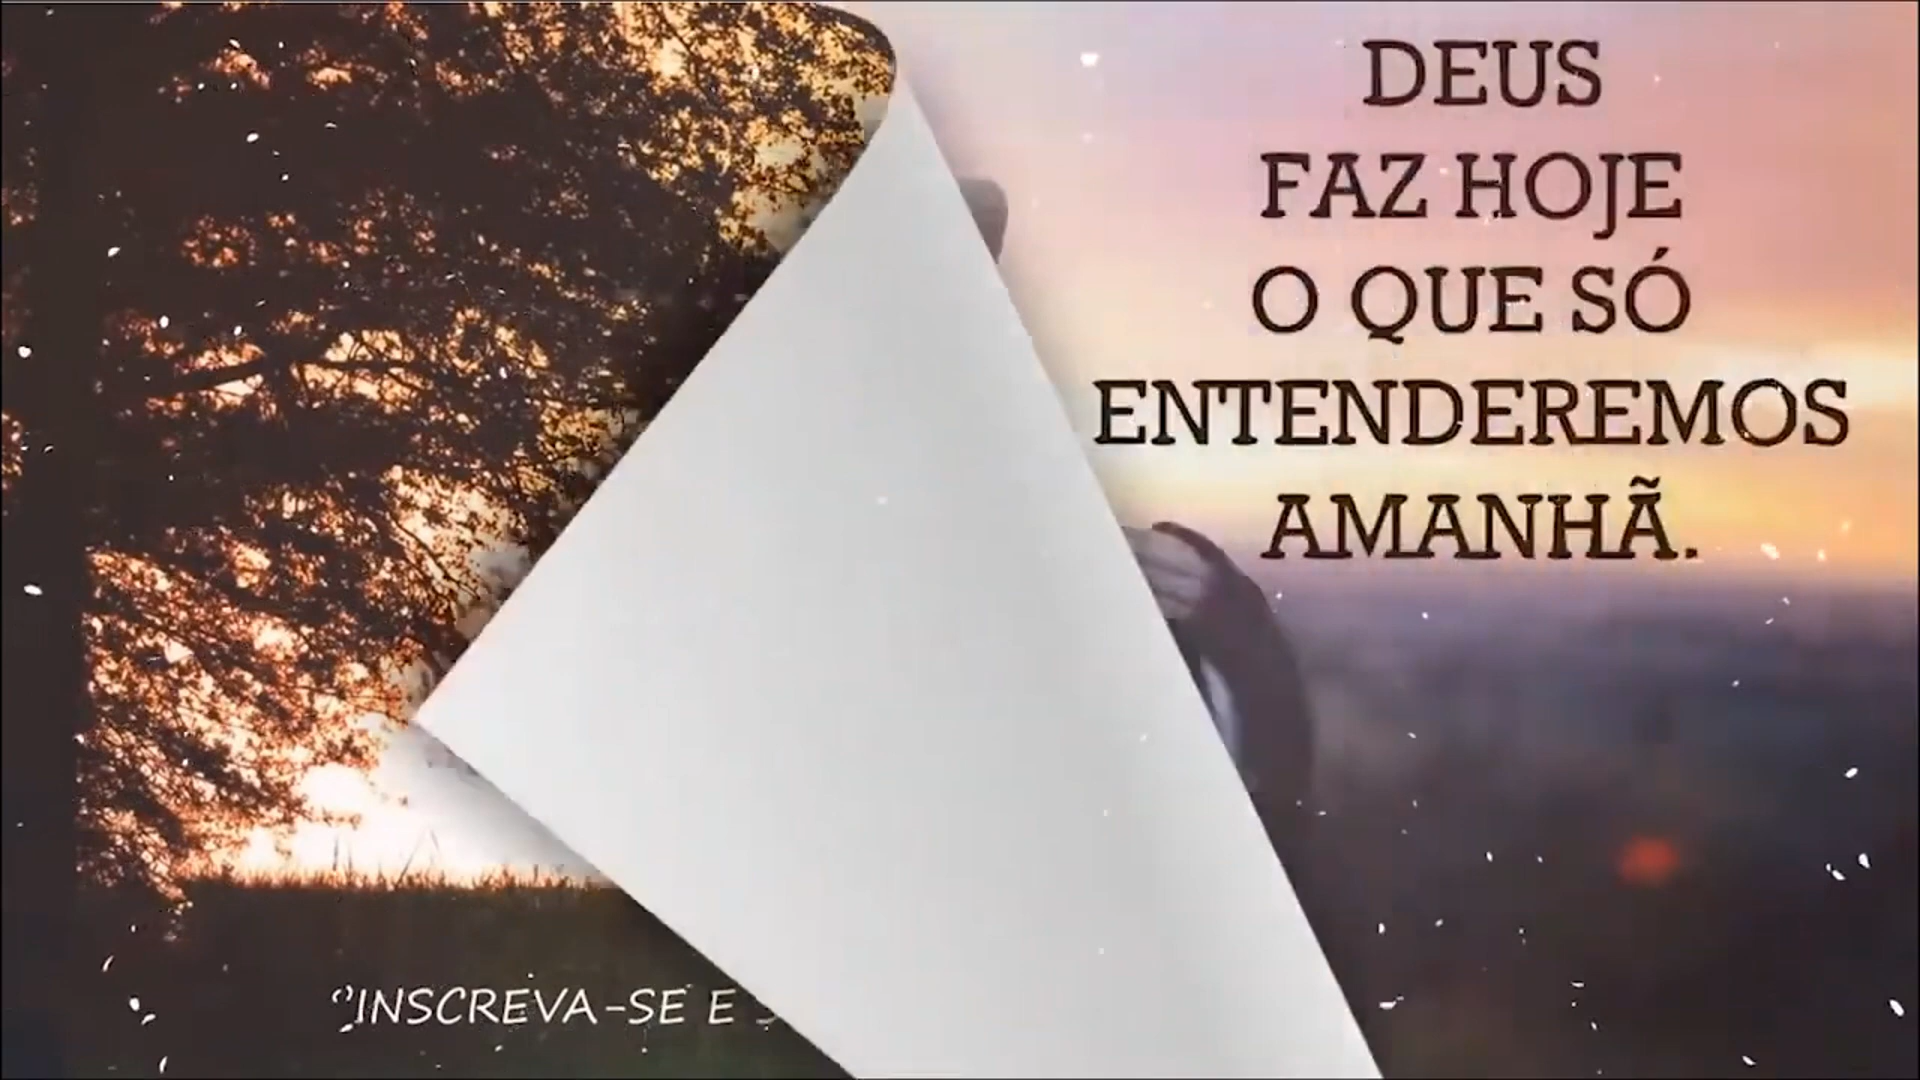 DEUS
FAZ HOJE
O QUE SÓ
ENTENDEREMOS
AMANHÃ.
"INSCREVA-SE E